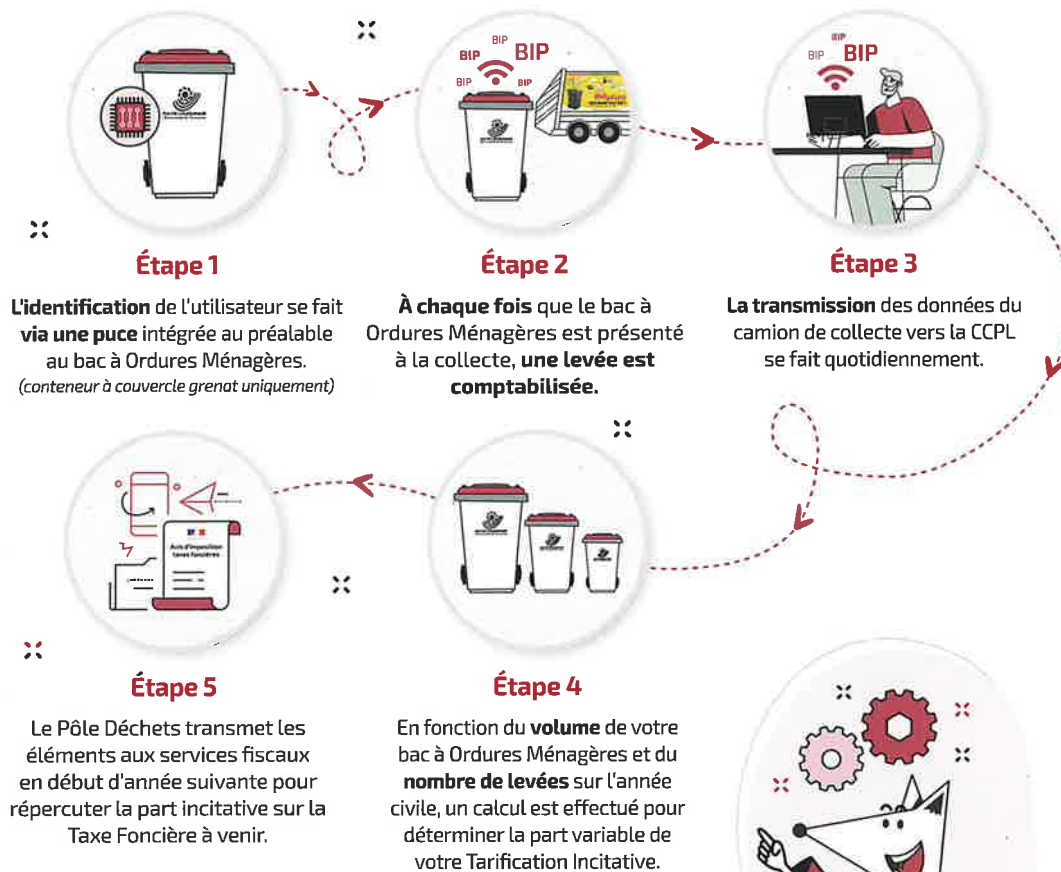 BIP
BIP
BIP
BIP
BIP
BIP
BIP
BIP
Étape 1
L'identification de l'utilisateur se fait
via une puce intégrée au préalable
au bac à Ordures Ménagères.
(conteneur à couvercle grenat uniquement)
Étape 2
À chaque fois que le bac à
Ordures Ménagères est présenté
à la collecte, une levée est
comptabilisée.
Étape 3
La transmission des données du
camion de collecte vers la CCPL
se fait quotidiennement.
Avis d'imposition
taxes foncières
Étape 5
Le Pôle Déchets transmet les
éléments aux services fiscaux
en début d'année suivante pour
répercuter la part incitative sur la
Taxe Foncière à venir.
Étape 4
En fonction du volume de votre
bac à Ordures Ménagères et du
nombre de levées sur l'année
civile, un calcul est effectué pour
déterminer la part variable de
votre Tarification Incitative.